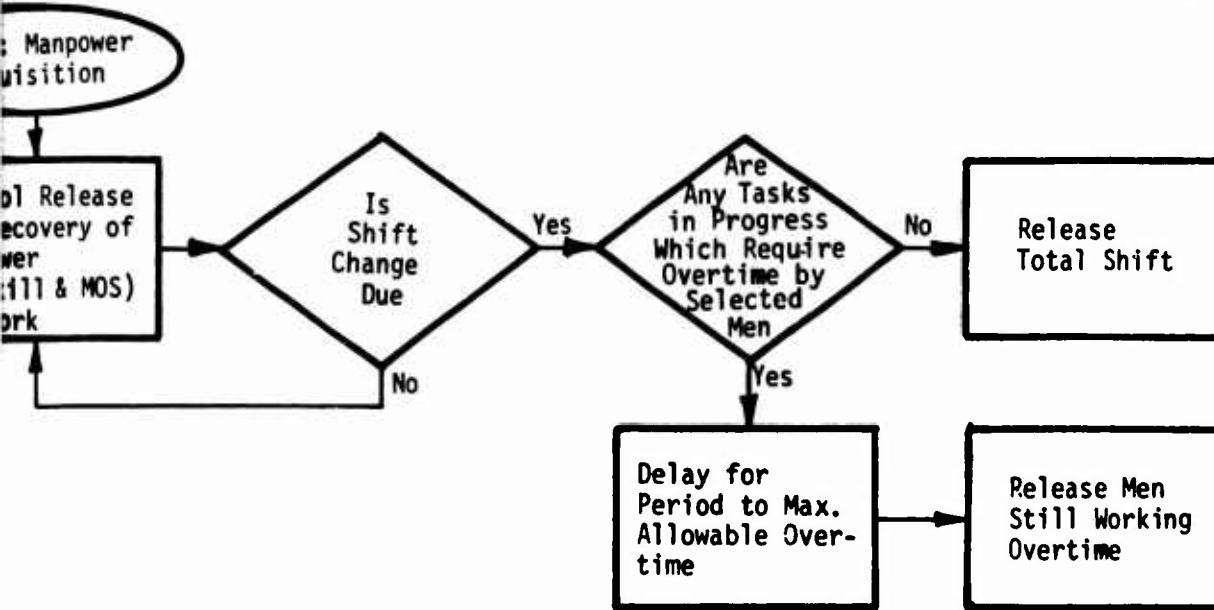 : Manpower
uisition
ol Release
ecovery of
wer
ill & MOS)
ork
Is
Shift
Change
Due
No
Yes
Are
Any Tasks
in Progress
Which Require
Overtime by
Selected
Men
No
Yes
Release
Total Shift
Delay for
Period to Max.
Allowable Over-
time
Release Men
Still Working
Overtime